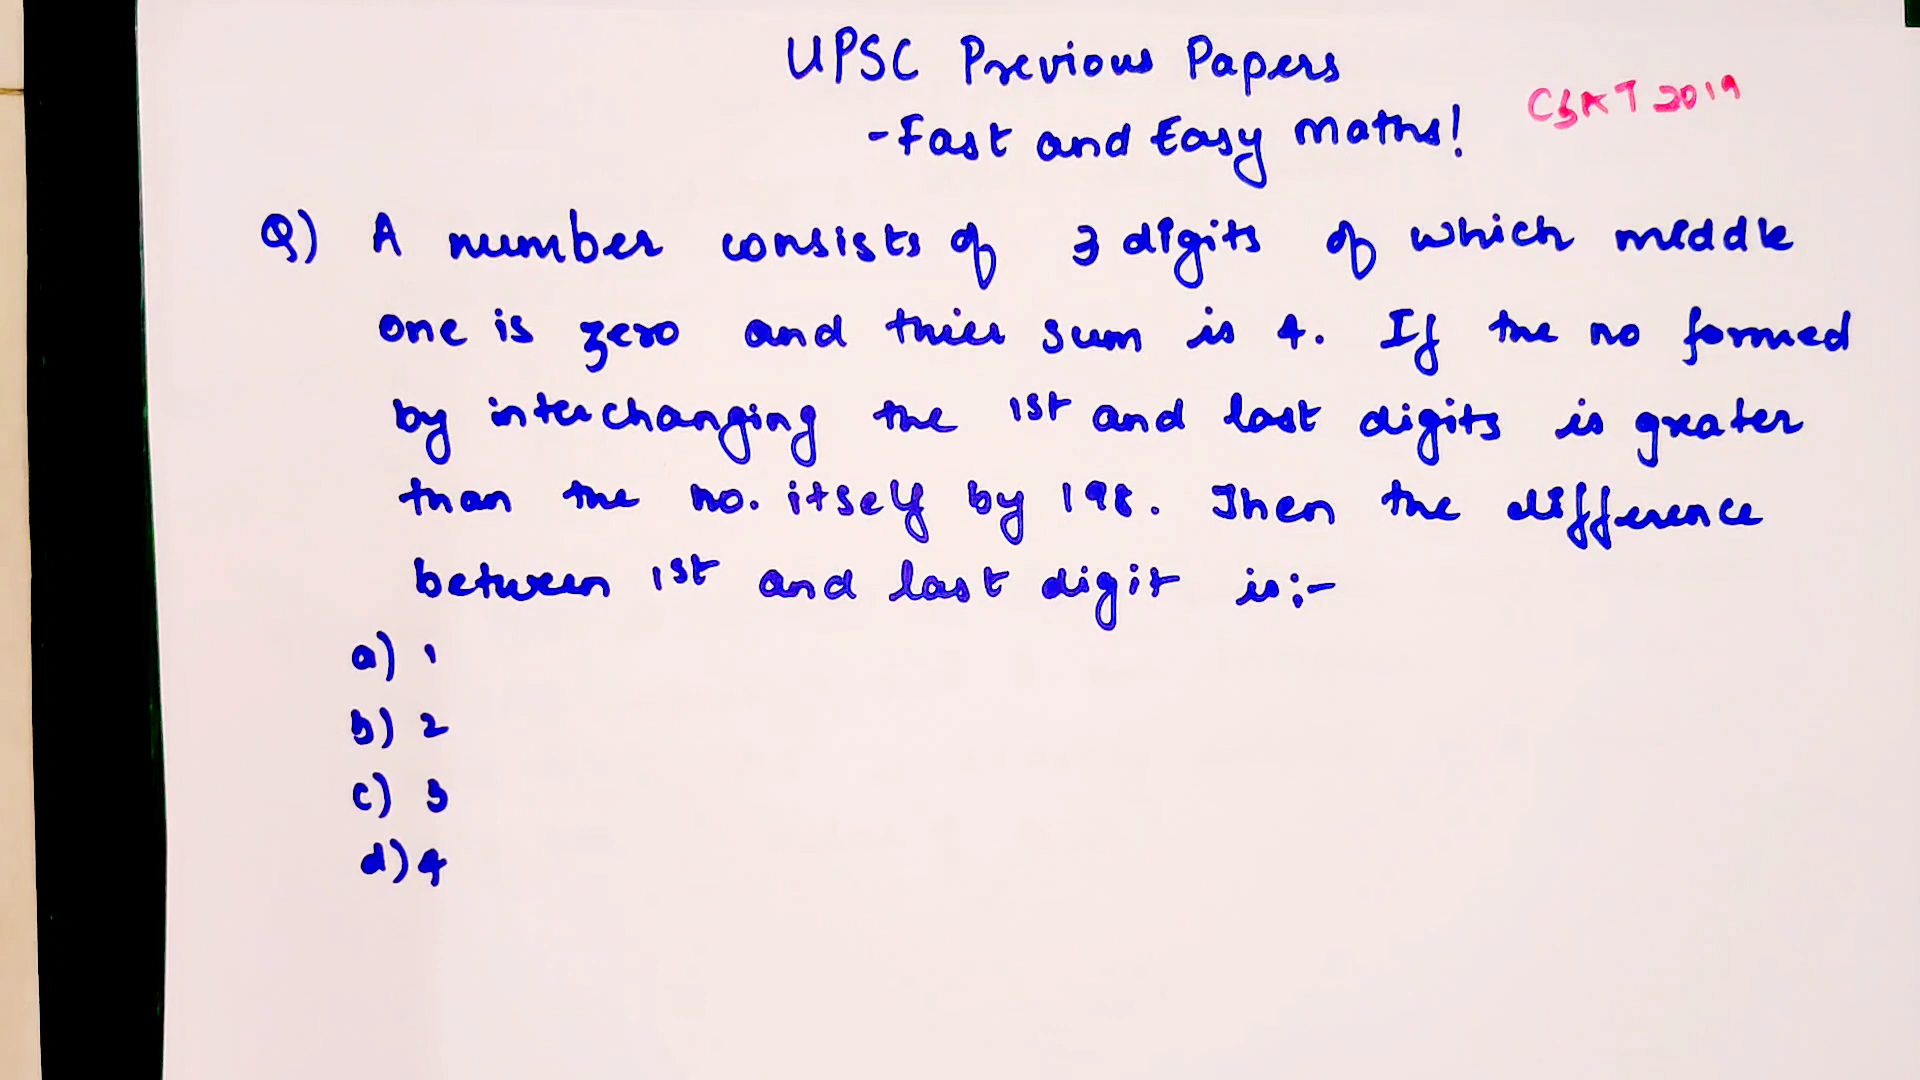 UPSC Previous Papers
CSAT 2019
-Fast and Easy Maths!
Q) A number consists of 3 digits of which middle
one is zero and thier sum is 4. If the no formed
by interchanging the 1st and last digits is greater
than the no. itself by 198. Then the difference
between 1st and last digit is:-
a) 1
b) 2
c) 3
d) 4